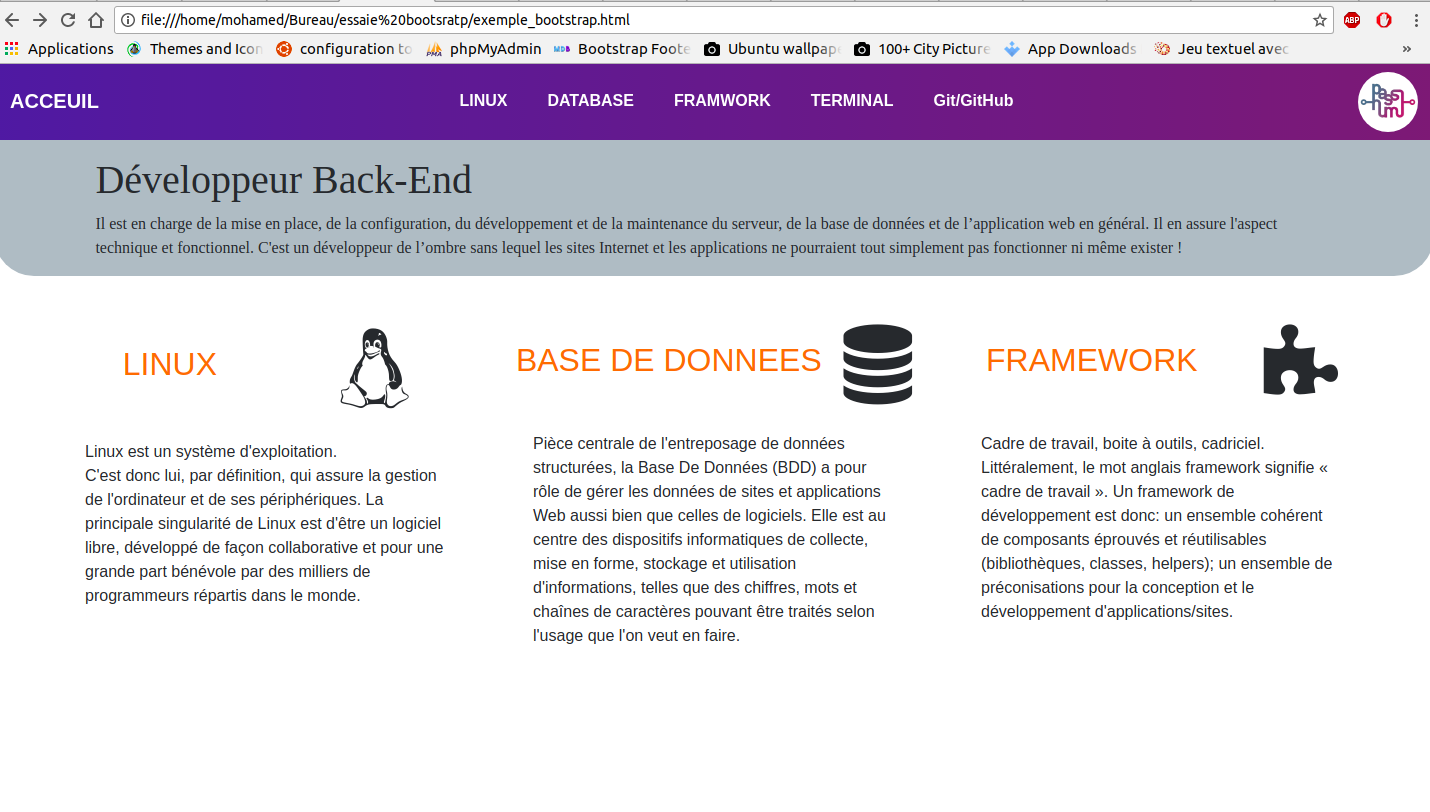 file:///home/mohamed/Bureau/essaie%20bootsratp/exemple_bootstrap.html
ABP
Applications Themes and Icon configuration to PMA phpMyAdmin MDB Bootstrap Foote Ubuntu wallpap 100+ City Picture App Downloads Jeu textuel avec »
ACCEUIL LINUX DATABASE FRAMWORK TERMINAL Git/GitHub
Développeur Back-End
Il est en charge de la mise en place, de la configuration, du développement et de la maintenance du serveur, de la base de données et de l’application web en général. Il en assure l'aspect
technique et fonctionnel. C'est un développeur de l’ombre sans lequel les sites Internet et les applications ne pourraient tout simplement pas fonctionner ni même exister !
LINUX
Linux est un système d'exploitation.
C'est donc lui, par définition, qui assure la gestion
de l'ordinateur et de ses périphériques. La
principale singularité de Linux est d'être un logiciel
libre, développé de façon collaborative et pour une
grande part bénévole par des milliers de
programmeurs répartis dans le monde.
BASE DE DONNEES
Pièce centrale de l'entreposage de données
structurées, la Base De Données (BDD) a pour
rôle de gérer les données de sites et applications
Web aussi bien que celles de logiciels. Elle est au
centre des dispositifs informatiques de collecte,
mise en forme, stockage et utilisation
d'informations, telles que des chiffres, mots et
chaînes de caractères pouvant être traités selon
l'usage que l'on veut en faire.
FRAMEWORK
Cadre de travail, boite à outils, cadriciel.
Littéralement, le mot anglais framework signifie «
cadre de travail ». Un framework de
développement est donc: un ensemble cohérent
de composants éprouvés et réutilisables
(bibliothèques, classes, helpers); un ensemble de
préconisations pour la conception et le
développement d'applications/sites.